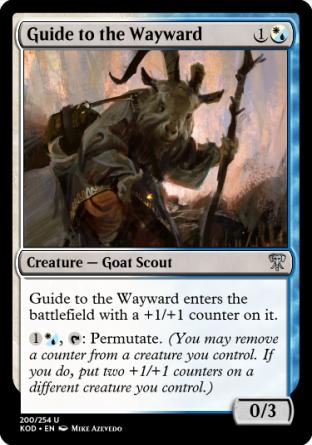 Guide to the Wayward 1
Creature — Goat Scout
Guide to the Wayward enters the
battlefield with a +1/+1 counter on it.
1 , : Permutate. (You may remove
a counter from a creature you control. If
you do, put two +1/+1 counters on a
different creature you control.)
0/3
200/254 U
KOD • EN Mike Azevedo